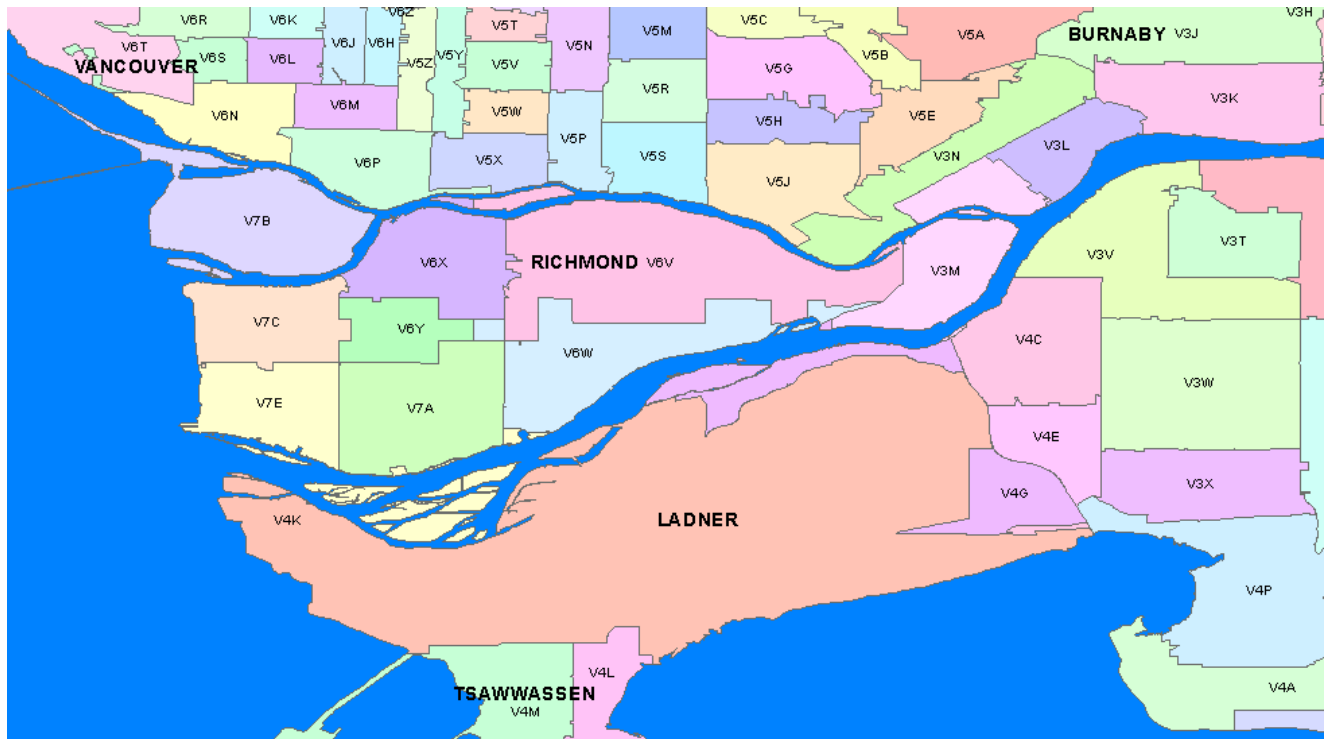 V6R
V6K
V6Z
V5T
V5C
V3H
V6T
V6J
V6H
V5Y
V5N
V5M
V5A
BURNABY
V3J
V6S
V6L
V5Z
V5V
V5G
V5B
VANCOUVER
V5R
V6M
V5W
V3K
V6N
V5H
V5E
V6P
V5X
V5P
V5S
V3N
V3L
V5J
V7B
V3T
V6X
RICHMOND
V6V
V3M
V3V
V7C
V6Y
V4C
V6W
V3W
V7E
V7A
V4E
V3X
V4G
V4K
LADNER
V4P
V4L
V4A
TSAWWASSEN
V4M